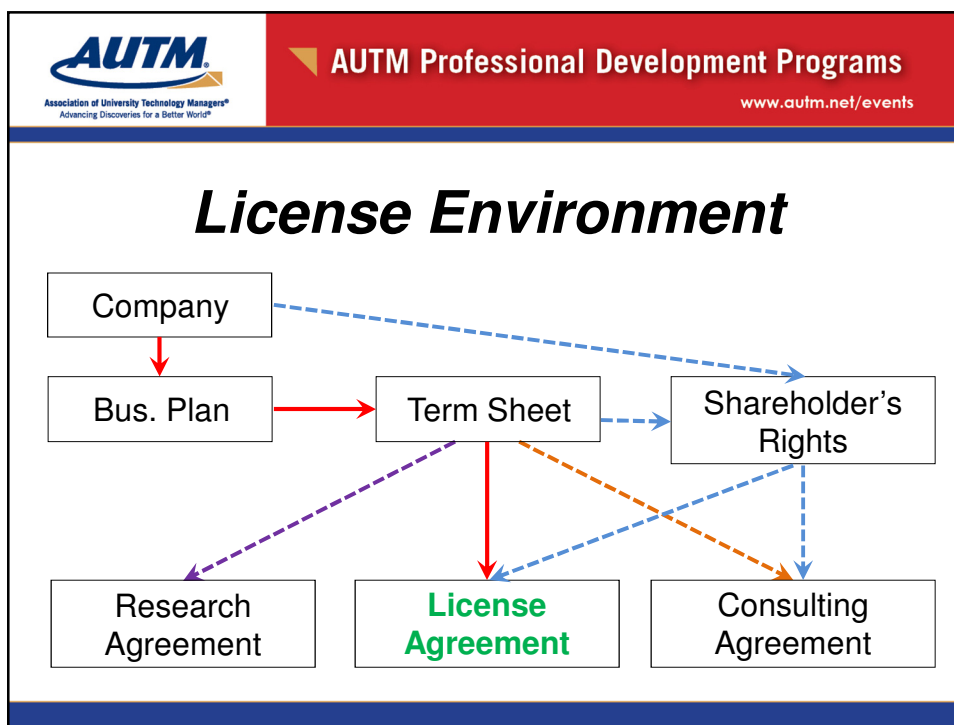 AUTM®
Association of University Technology Managers®
Advancing Discoveries for a Better World®
AUTM Professional Development Programs
www.autm.net/events
License Environment
Company
Bus. Plan
Term Sheet
Shareholder’s
Rights
Research
Agreement
License
Agreement
Consulting
Agreement